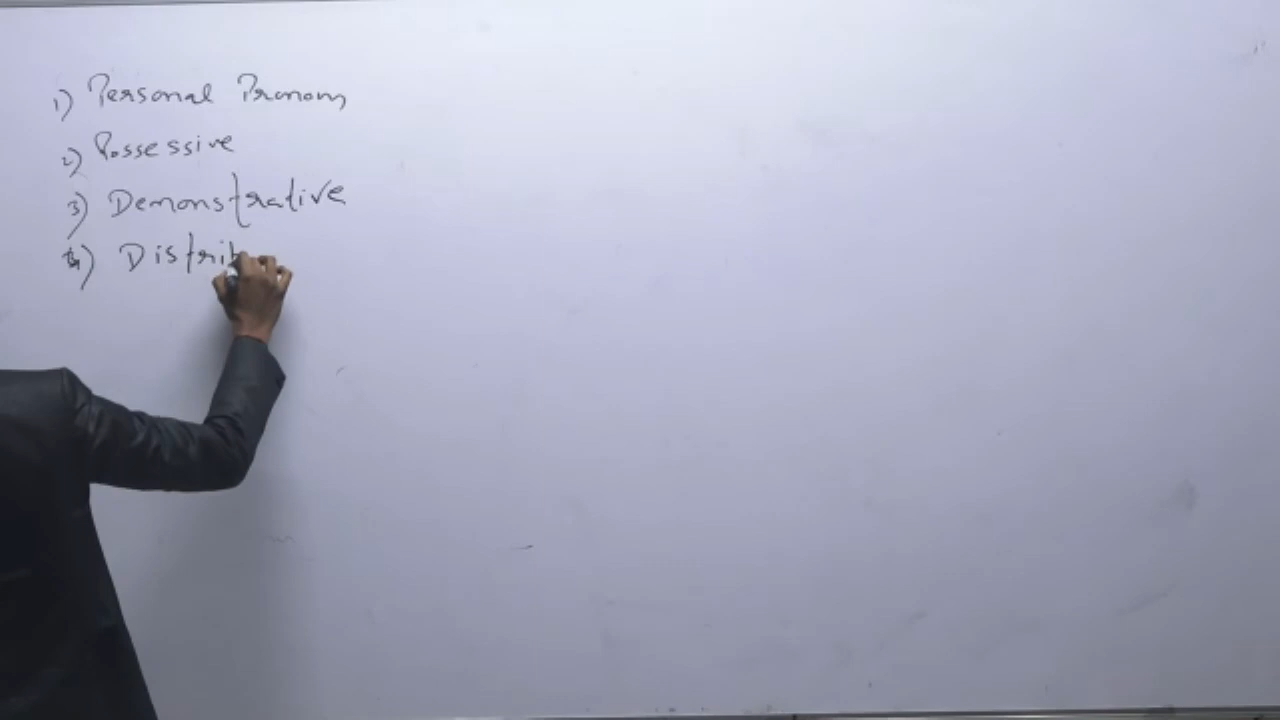 1) Personal Pronoun
2) Possessive
3) Demonstrative
4) Distrib